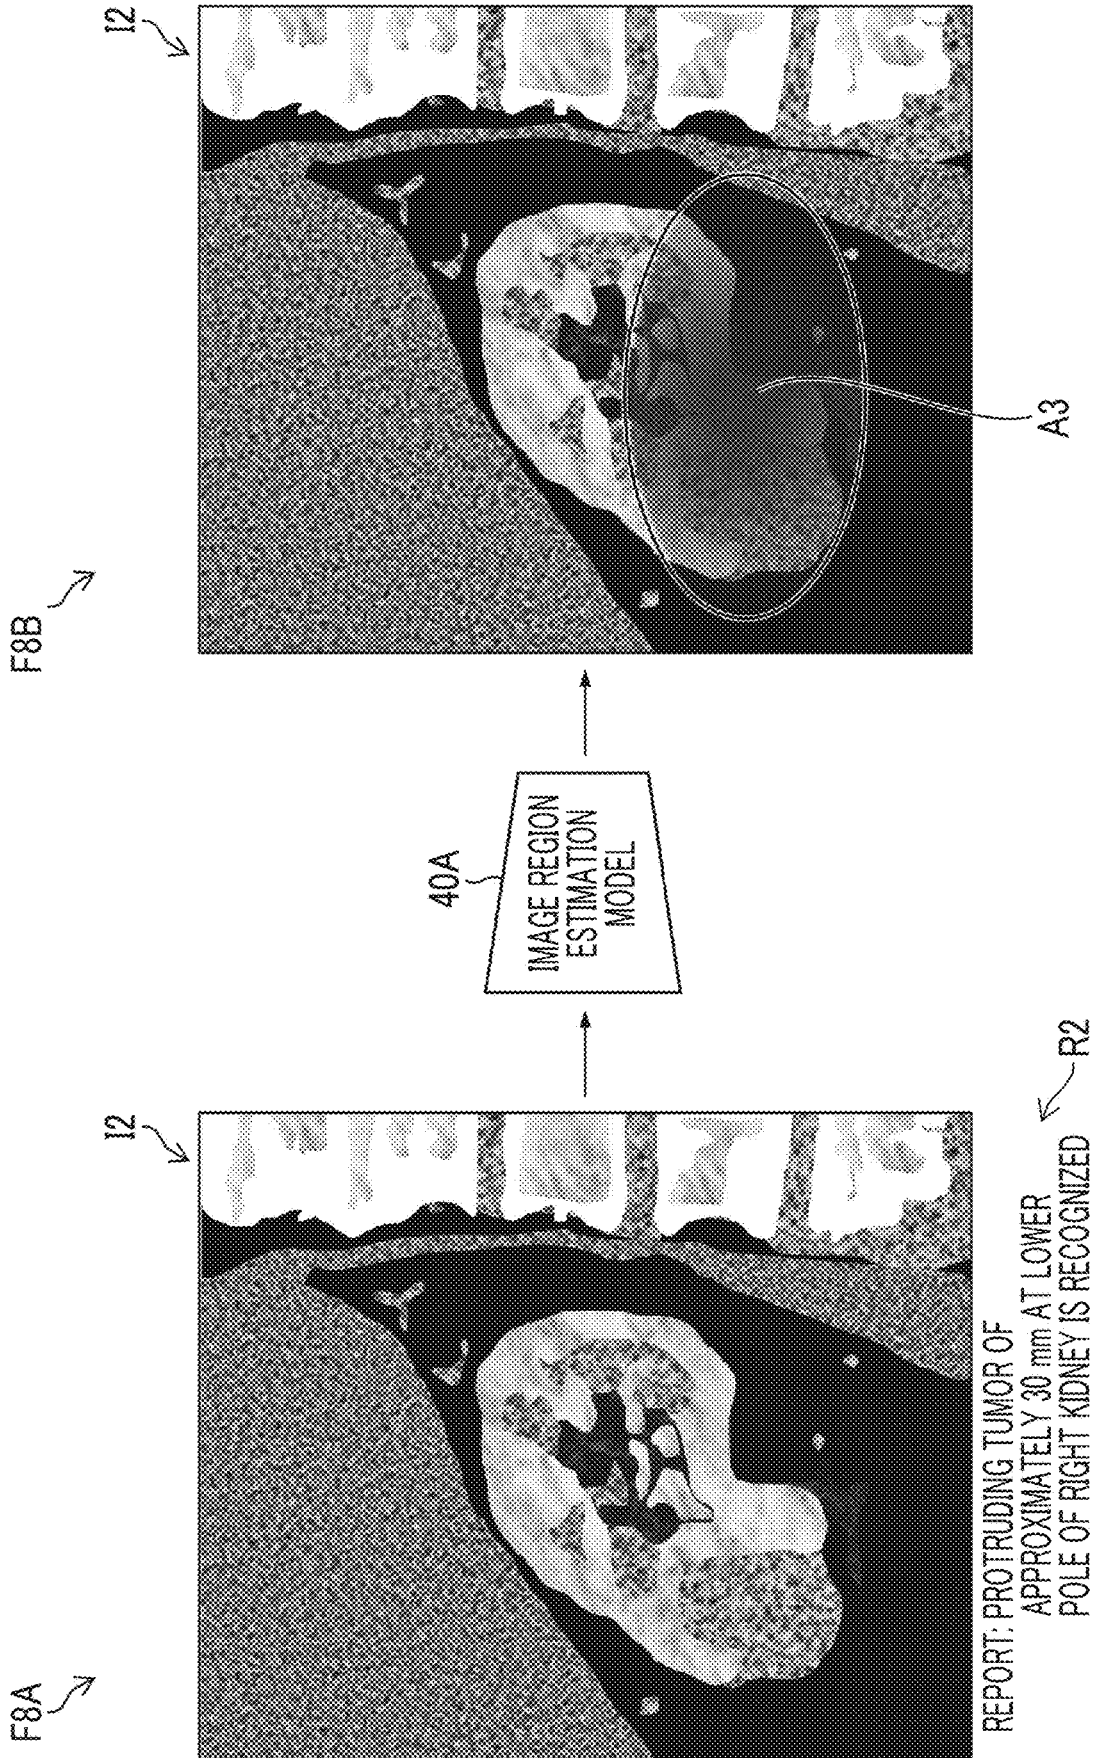 F8A
I2
REPORT: PROTRUDING TUMOR OF
APPROXIMATELY 30 mm AT LOWER
POLE OF RIGHT KIDNEY IS RECOGNIZED
R2
40A
IMAGE REGION
ESTIMATION
MODEL
F8B
I2
A3